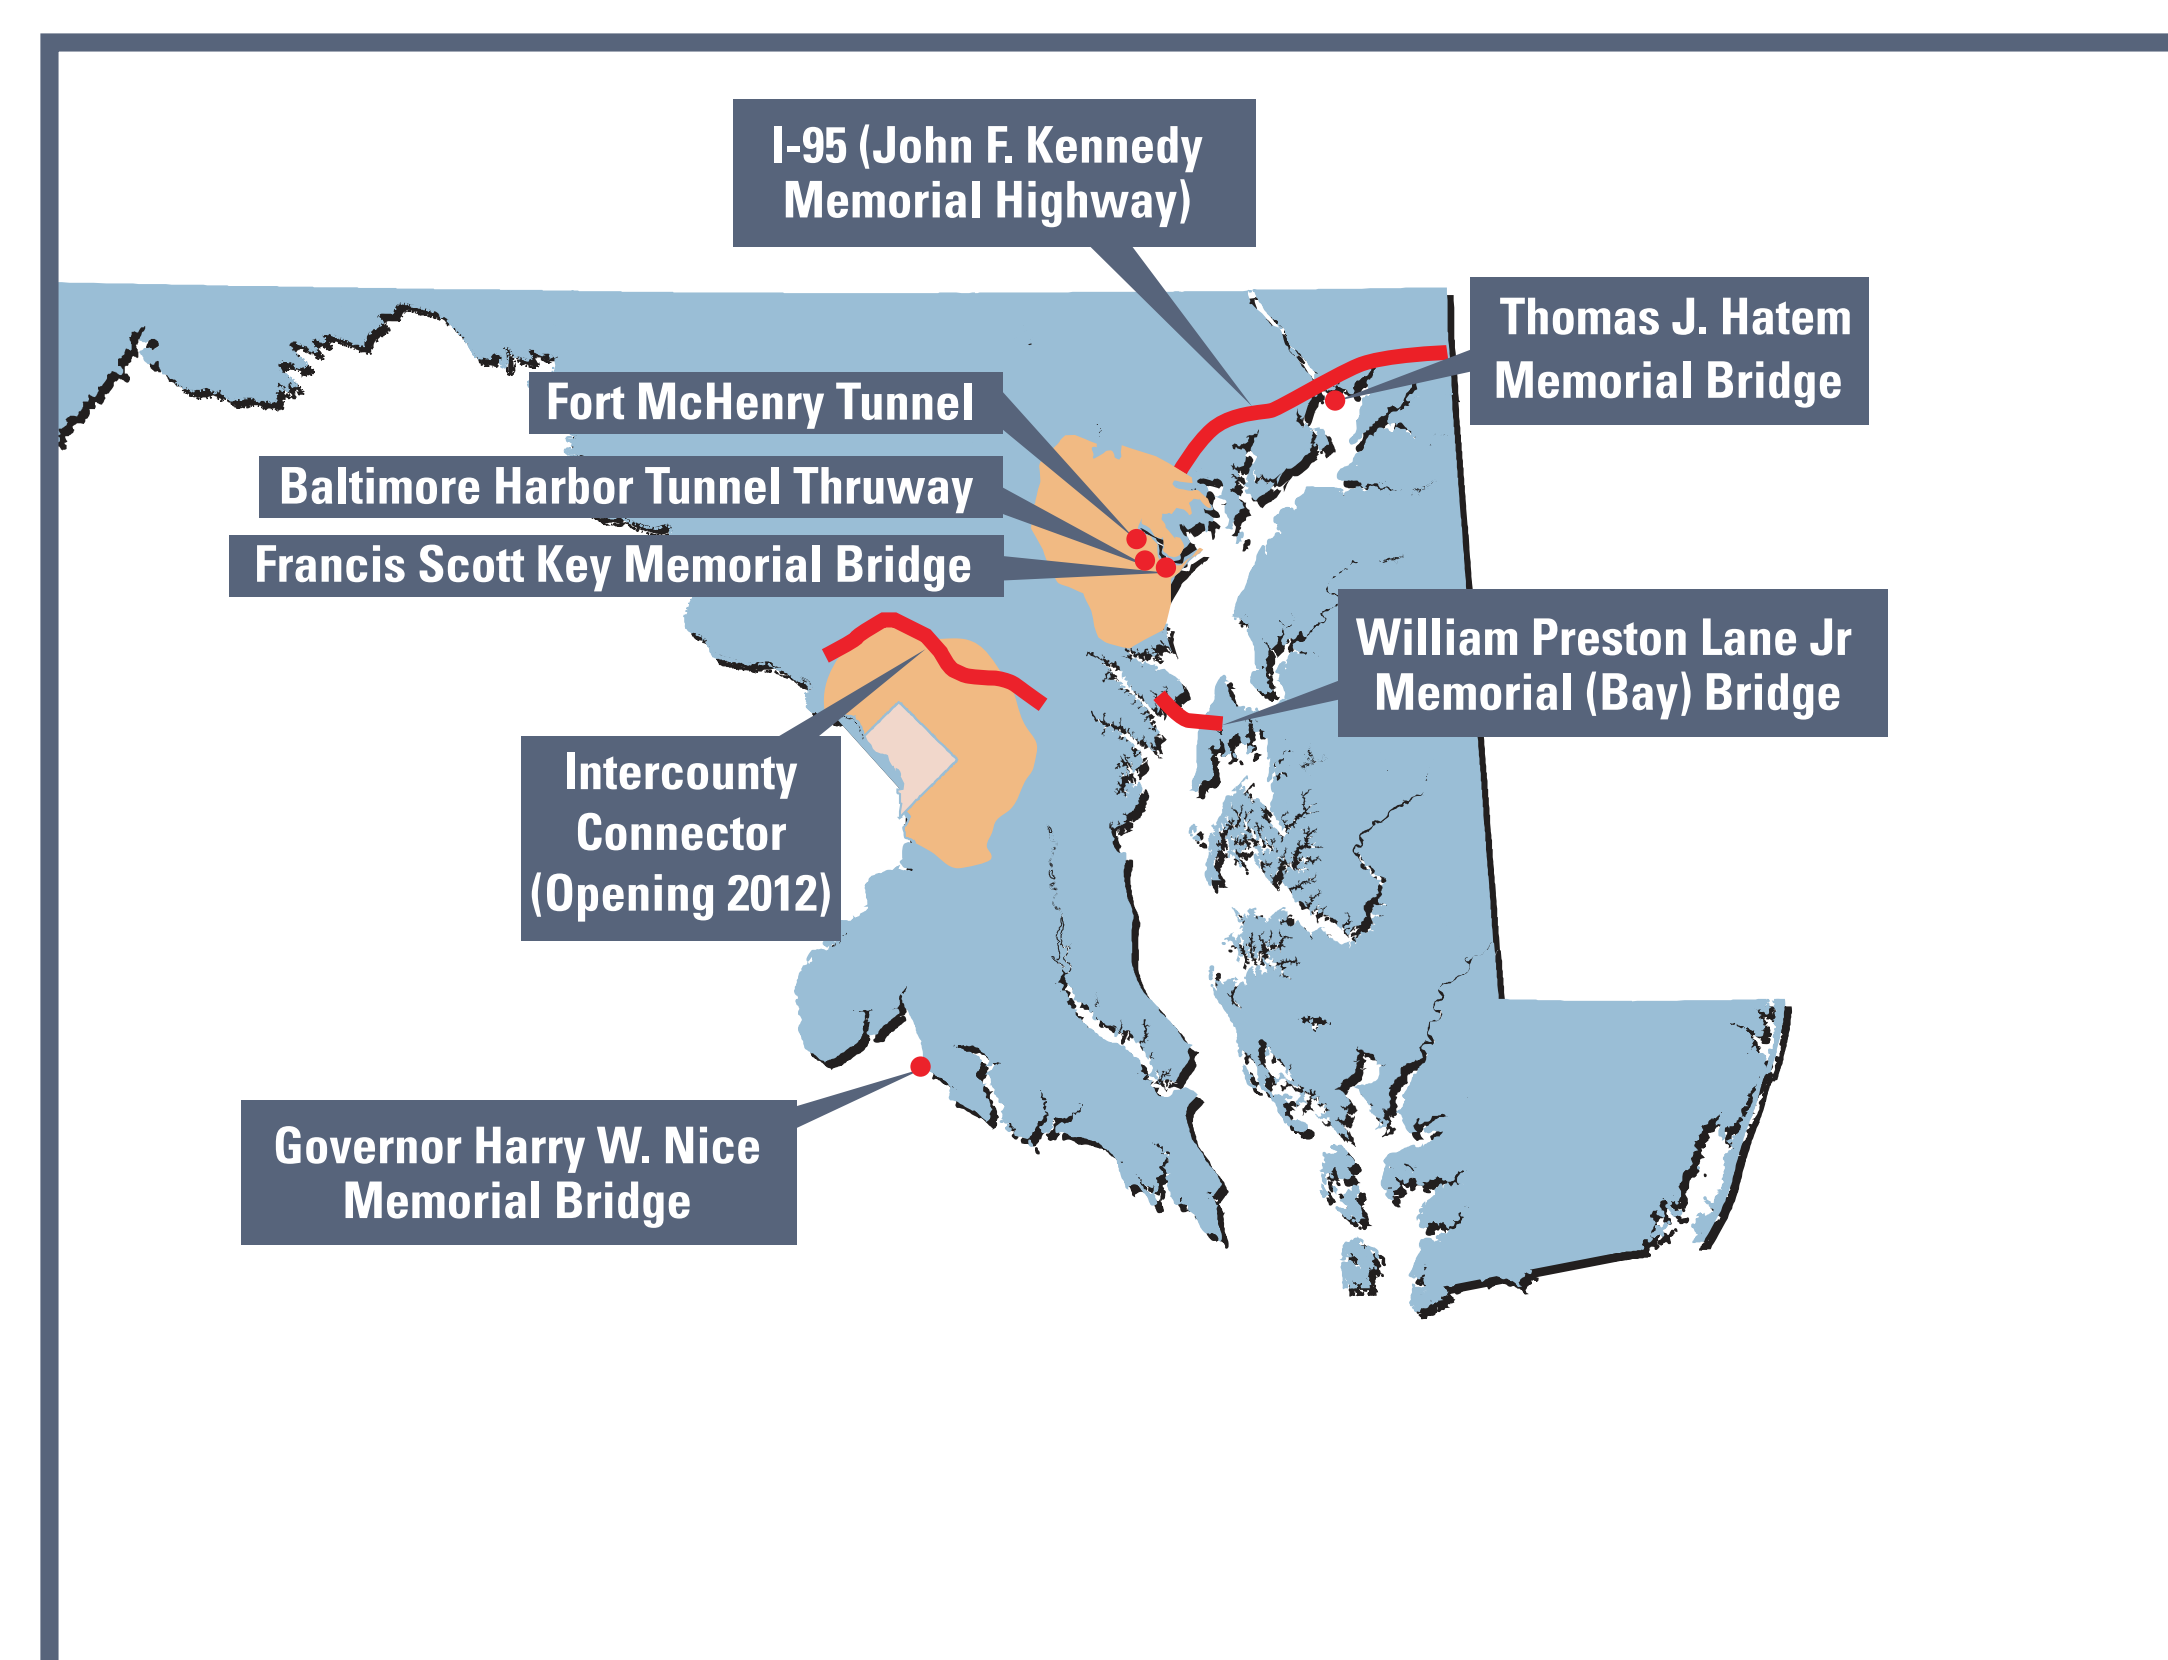 I-95 (John F. Kennedy
Memorial Highway)
Thomas J. Hatem
Memorial Bridge
Fort McHenry Tunnel
Baltimore Harbor Tunnel Thruway
Francis Scott Key Memorial Bridge
William Preston Lane Jr
Memorial (Bay) Bridge
Intercounty
Connector
(Opening 2012)
Governor Harry W. Nice
Memorial Bridge